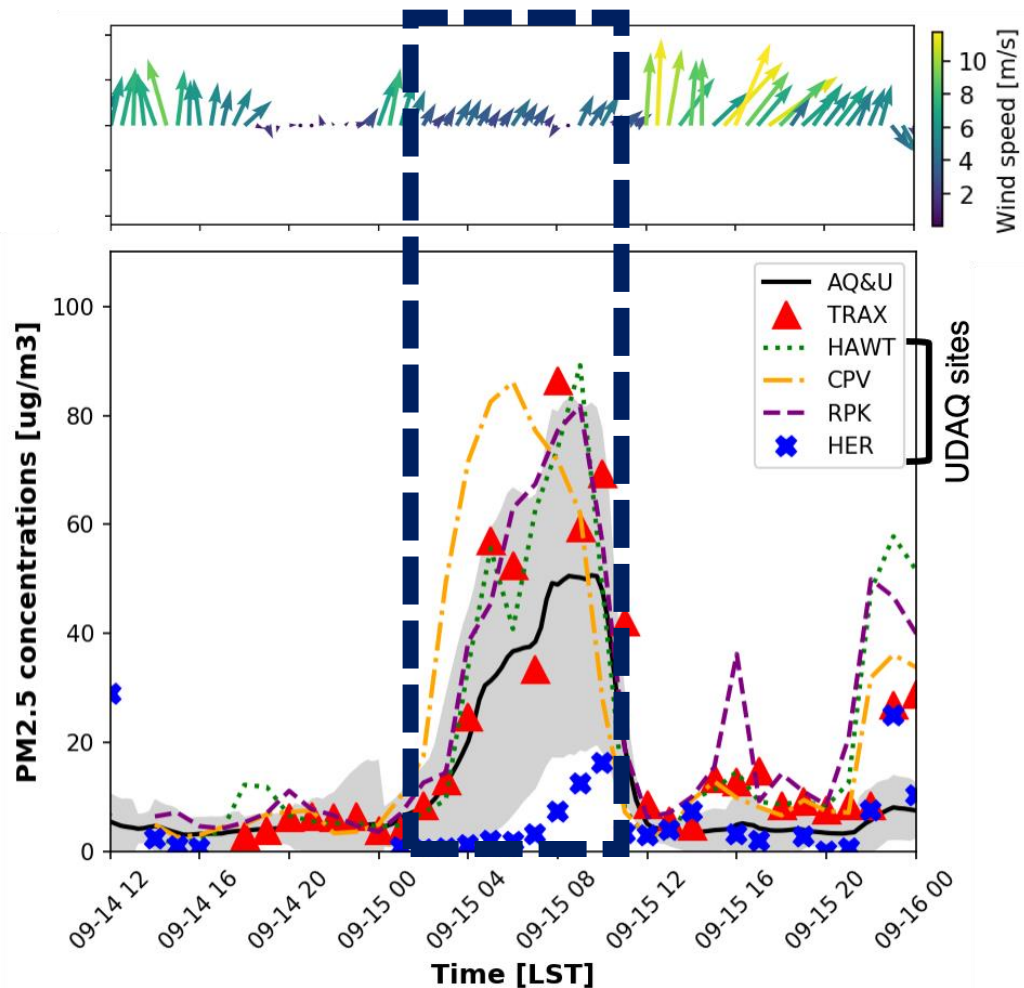 10
8
6
4
2
Wind speed [m/s]
100
80
60
40
20
0
PM2.5 concentrations [ug/m3]
AQ&U
TRAX
HAWT
CPV
RPK
HER
UDAQ sites
09-14 12
09-14 16
09-14 20
09-15 00
09-15 04
09-15 08
09-15 12
09-15 16
09-15 20
09-16 00
Time [LST]